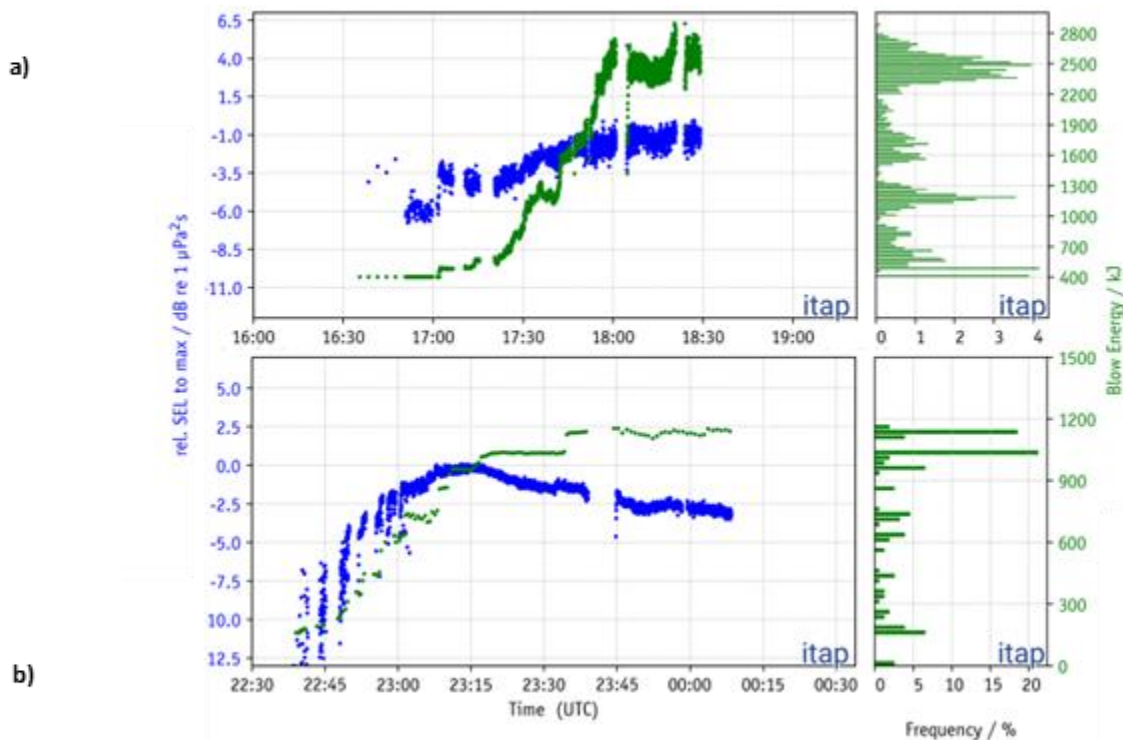 a)
6.5
4.0
1.5
-1.0
-3.5
-6.0
-8.5
-11.0
16:00 16:30 17:00 17:30 18:00 18:30 19:00
itap
2800
2500
2200
1900
1600
1300
1000
700
400
0 1 2 3 4
itap
rel. SEL to max / dB re 1 µPa²s
Blow Energy / kJ
5.0
2.5
0.0
-2.5
-5.0
-7.5
10.0
12.5
22:30 22:45 23:00 23:15 23:30 23:45 00:00 00:15 00:30
Time (UTC)
itap
1500
1200
900
600
300
0
0 5 10 15 20
itap
Frequency / %
b)